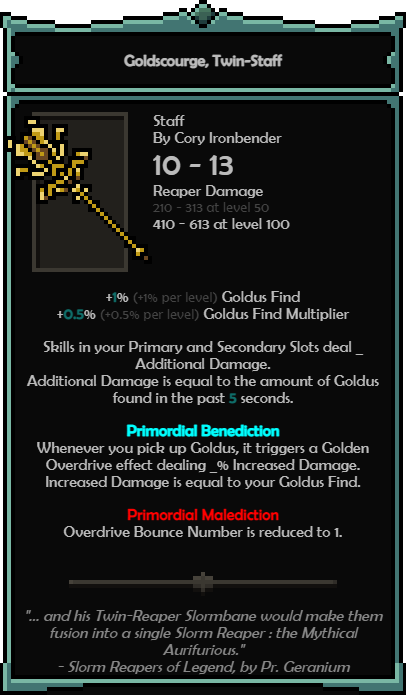 Goldscourge, Twin-Staff
Staff
By Cory Ironbender
10 - 13
Reaper Damage
210 - 313 at level 50
410 - 613 at level 100
+1% (+1% per level) Goldus Find
+0.5% (+0.5% per level) Goldus Find Multiplier
Skills in your Primary and Secondary Slots deal _
Additional Damage.
Additional Damage is equal to the amount of Goldus
found in the past 5 seconds.
Primordial Benediction
Whenever you pick up Goldus, it triggers a Golden
Overdrive effect dealing _% Increased Damage.
Increased Damage is equal to your Goldus Find.
Primordial Malediction
Overdrive Bounce Number is reduced to 1.
"... and his Twin-Reaper Slormbane would make them
fusion into a single Slorm Reaper : the Mythical
Aurifurious."
- Slorm Reapers of Legend, by Pr. Geranium